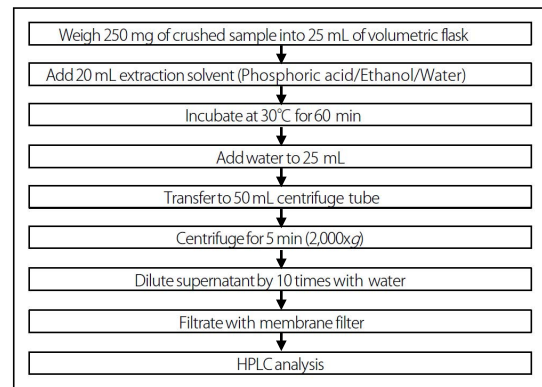 Weigh 250 mg of crushed sample into 25 mL of volumetric flask
Add 20 mL extraction solvent (Phosphoric acid/Ethanol/Water)
Incubate at 30°C for 60 min
Add water to 25 mL
Transfer to 50 mL centrifuge tube
Centrifuge for 5 min (2,000xg)
Dilute supernatant by 10 times with water
Filtrate with membrane filter
HPLC analysis